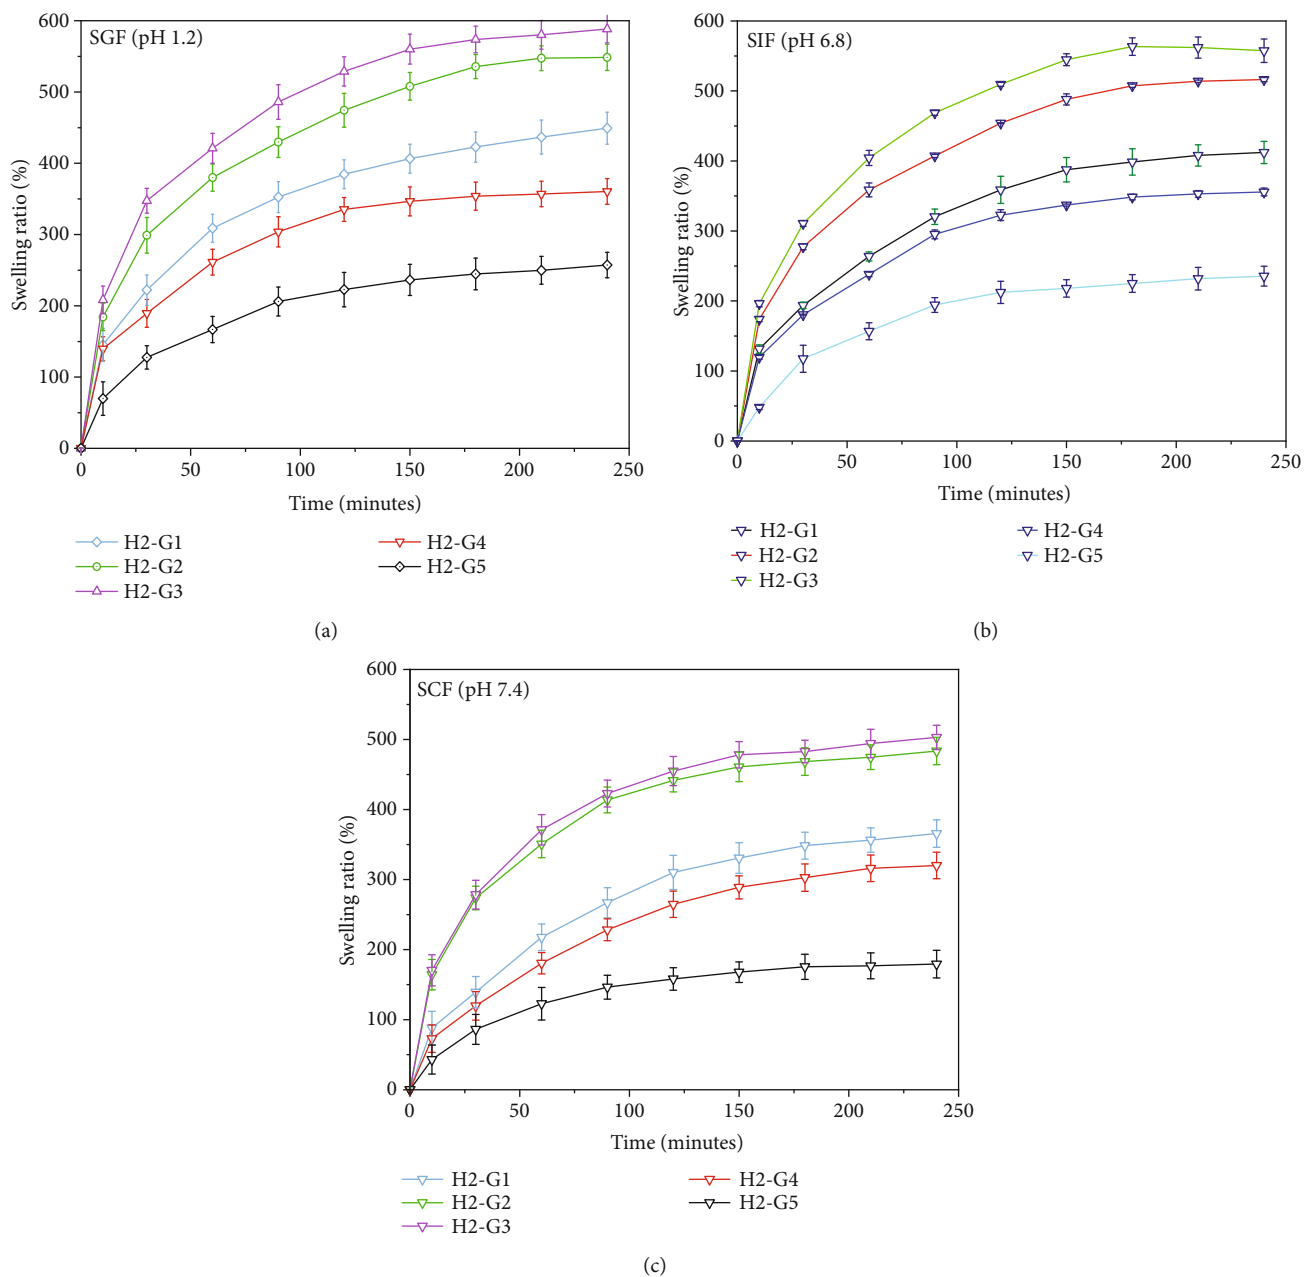 SGF (pH 1.2)
600
500
400
300
200
100
0
Swelling ratio (%)
0 50 100 150 200 250
Time (minutes)
H2-G1
H2-G2
H2-G3
H2-G4
H2-G5
(a)
SIF (pH 6.8)
600
500
400
300
200
100
0
Swelling ratio (%)
0 50 100 150 200 250
Time (minutes)
H2-G1
H2-G2
H2-G3
H2-G4
H2-G5
(b)
SCF (pH 7.4)
600
500
400
300
200
100
0
Swelling ratio (%)
0 50 100 150 200 250
Time (minutes)
H2-G1
H2-G2
H2-G3
H2-G4
H2-G5
(c)